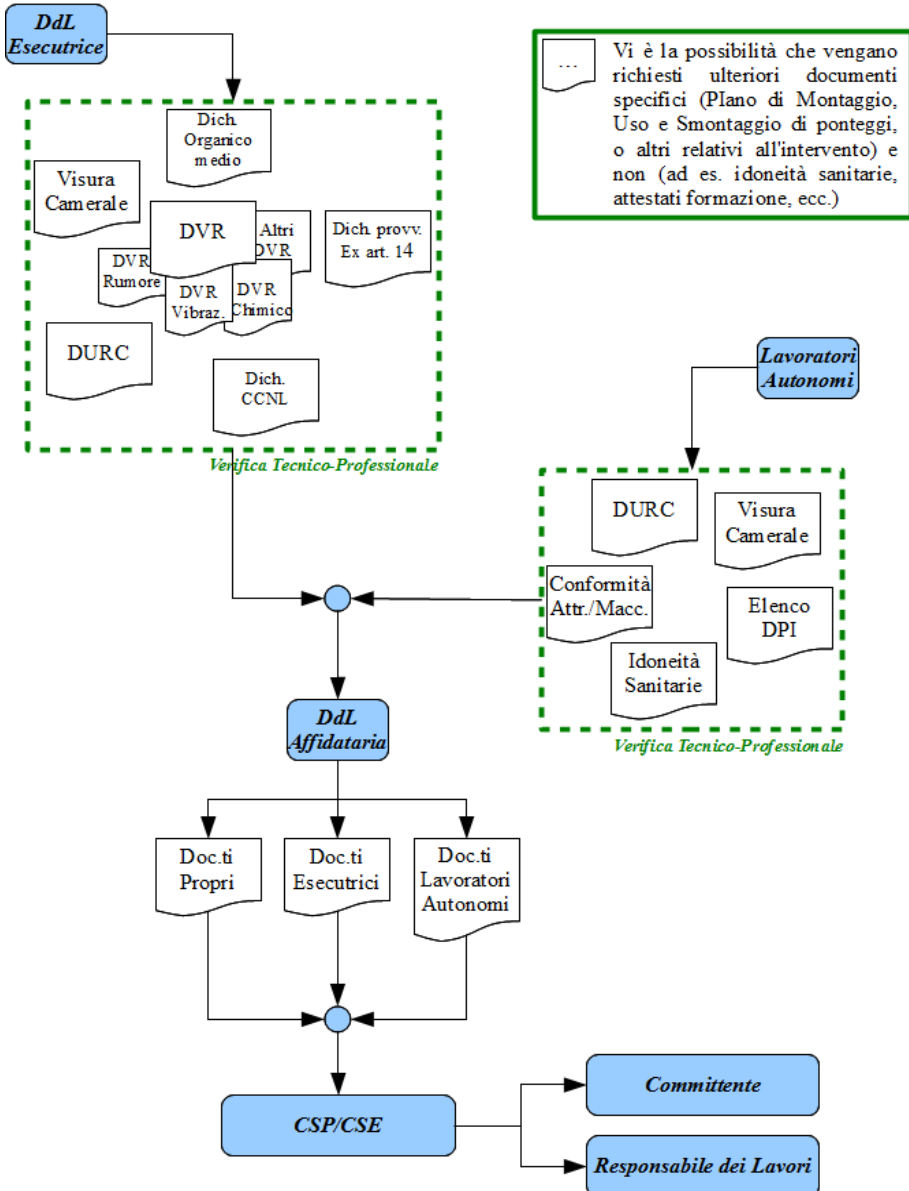 DdL
Esecutrice
...
Vi è la possibilità che vengano
richiesti ulteriori documenti
specifici (PIano di Montaggio,
Uso e Smontaggio di ponteggi,
o altri relativi all'intervento) e
non (ad es. idoneità sanitarie,
attestati formazione, ecc.)
Dich.
Organico
medio
Visura
Camerale
DVR
Altri
DVR
Dich. provv.
Ex art. 14
DVR
Rumore
DVR
Vibraz.
DVR
Chimico
DURC
Dich.
CCNL
Verifica Tecnico-Professionale
Lavoratori
Autonomi
DURC
Visura
Camerale
Conformità
Attr./Macc.
Elenco
DPI
Idoneità
Sanitarie
Verifica Tecnico-Professionale
DdL
Affidataria
Doc.ti
Propri
Doc.ti
Esecutrici
Doc.ti
Lavoratori
Autonomi
CSP/CSE
Committente
Responsabile dei Lavori